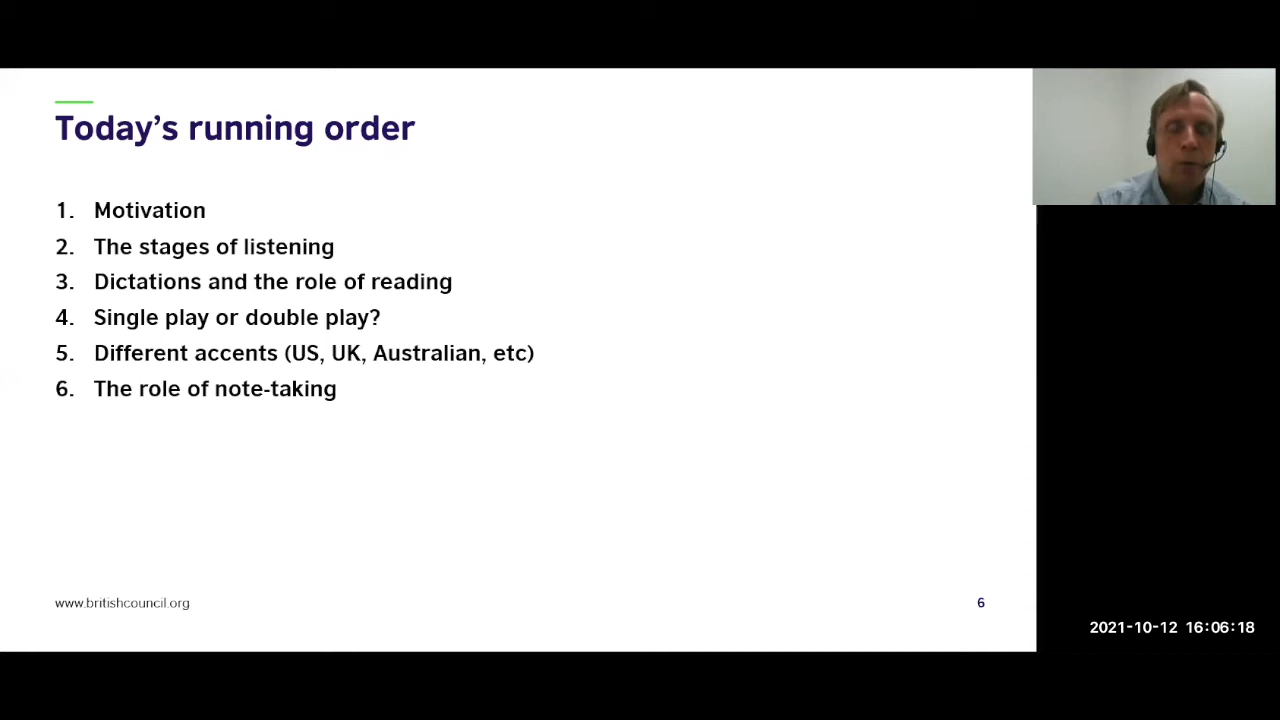 Today’s running order
1. Motivation
2. The stages of listening
3. Dictations and the role of reading
4. Single play or double play?
5. Different accents (US, UK, Australian, etc)
6. The role of note-taking
www.britishcouncil.org
6
2021-10-12 16:06:18